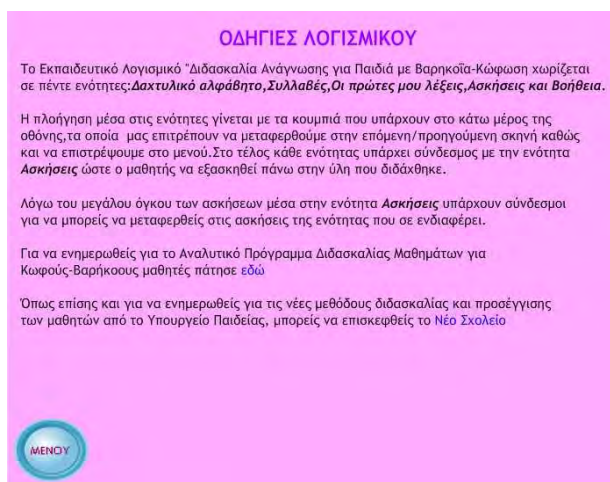 ΟΔΗΓΙΕΣ ΛΟΓΙΣΜΙΚΟΥ
Το Εκπαιδευτικό Λογισμικό "Διδασκαλία Ανάγνωσης για Παιδιά με Βαρηκοΐα-Κώφωση χωρίζεται
σε πέντε ενότητες:Δαχτυλικό αλφάβητο,Συλλαβές,Οι πρώτες μου λέξεις,Ασκήσεις και Βοήθεια.
Η πλοήγηση μέσα στις ενότητες γίνεται με τα κουμπιά που υπάρχουν στο κάτω μέρος της
οθόνης,τα οποία μας επιτρέπουν να μεταφερθούμε στην επόμενη/προηγούμενη σκηνή καθώς
και να επιστρέψουμε στο μενού.Στο τέλος κάθε ενότητας υπάρχει σύνδεσμος με την ενότητα
Ασκήσεις ώστε ο μαθητής να εξασκηθεί πάνω στην ύλη που διδάχθηκε.
Λόγω του μεγάλου όγκου των ασκήσεων μέσα στην ενότητα Ασκήσεις υπάρχουν σύνδεσμοι
για να μπορείς να μεταφερθείς στις ασκήσεις της ενότητας που σε ενδιαφέρει.
Για να ενημερωθείς για το Αναλυτικό Πρόγραμμα Διδασκαλίας Μαθημάτων για
Κωφούς-Βαρήκοους μαθητές πάτησε εδώ
Όπως επίσης και για να ενημερωθείς για τις νέες μεθόδους διδασκαλίας και προσέγγισης
των μαθητών από το Υπουργείο Παιδείας, μπορείς να επισκεφθείς το Νέο Σχολείο
ΜΕΝΟΥ